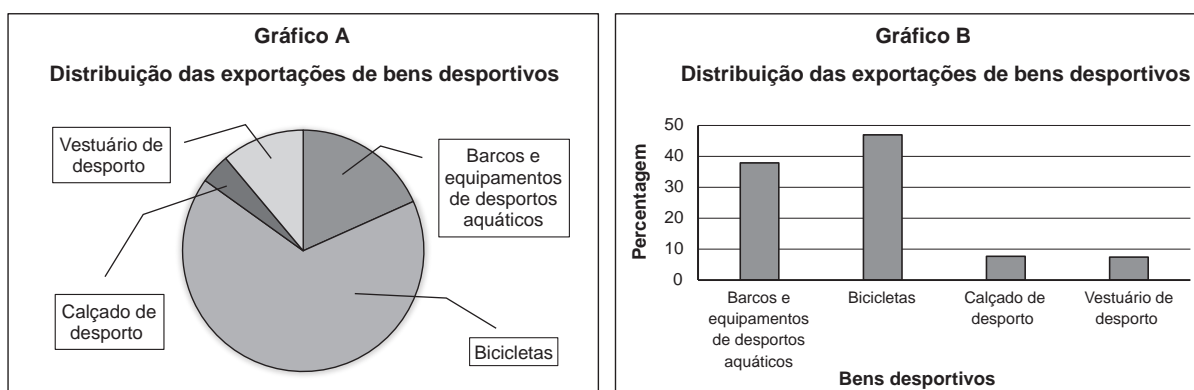 Gráfico A
Distribuição das exportações de bens desportivos
Vestuário de
desporto
Barcos e
equipamentos
de desportos
aquáticos
Calçado de
desporto
Bicicletas
Gráfico B
Distribuição das exportações de bens desportivos
Percentagem
50
40
30
20
10
0
Barcos e
equipamentos
de desportos
aquáticos
Bicicletas
Calçado de
desporto
Vestuário de
desporto
Bens desportivos